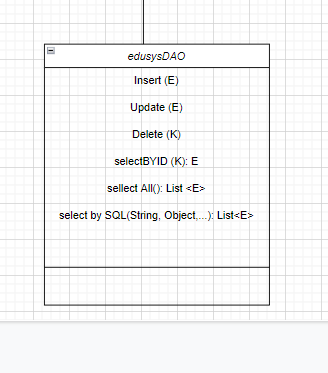 edusysDAO
Insert (E)
Update (E)
Delete (K)
selectBYID (K): E
sellect All(): List <E>
select by SQL(String, Object,...): List<E>